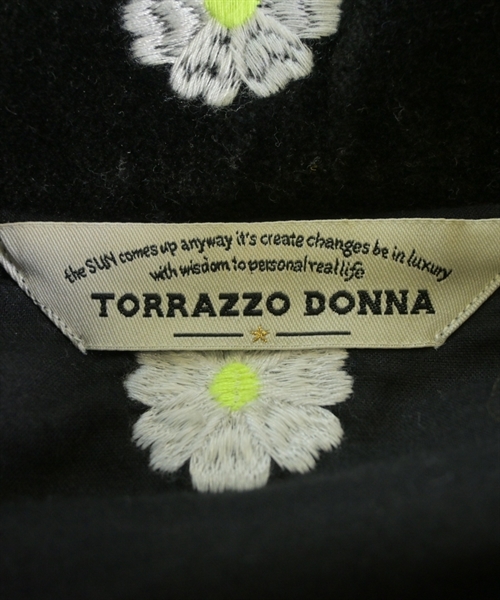 the SUN comes up anyway it's create changes be in luxury
with wisdom to personal real life
TORRAZZO DONNA